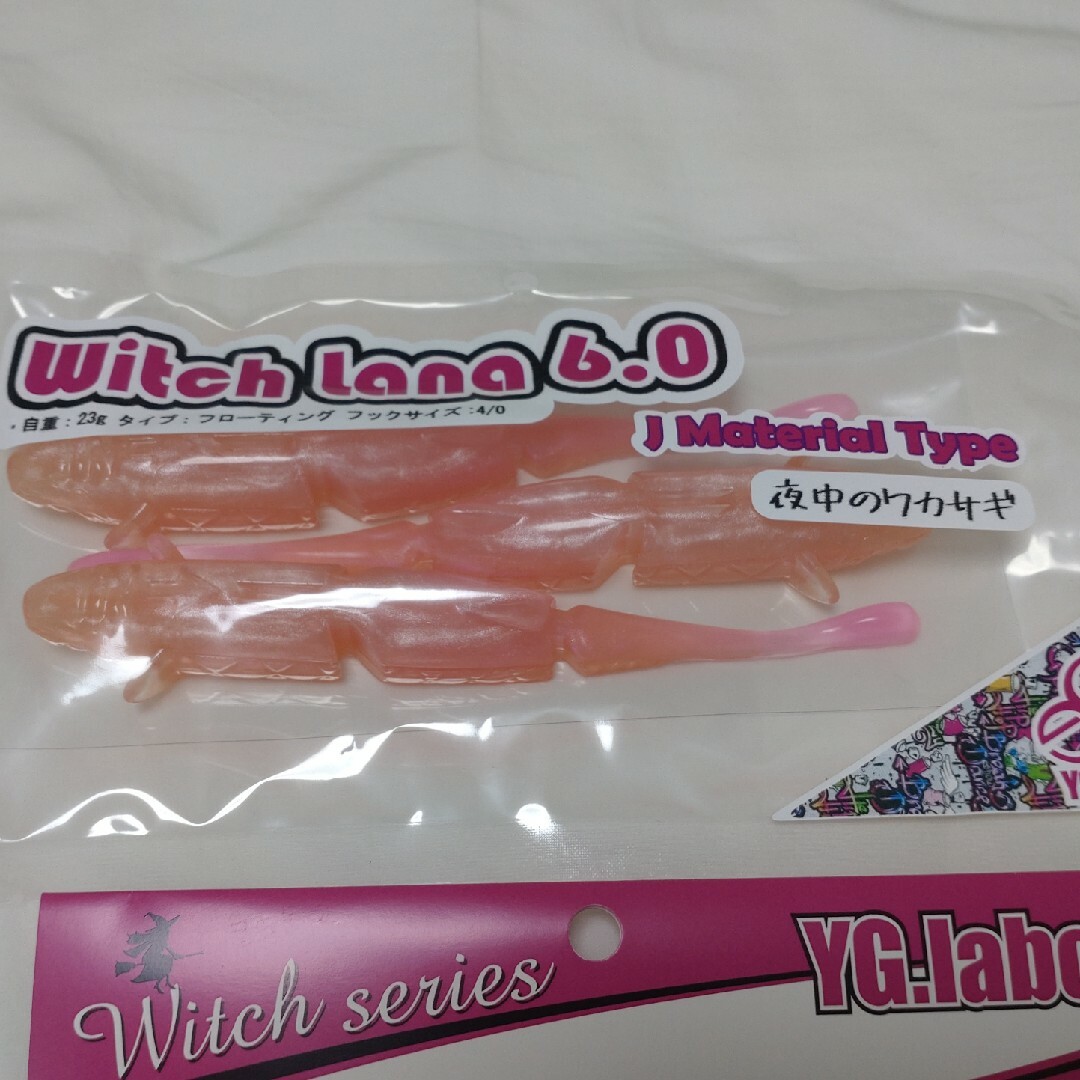 Witch Lana 6.0
・自重：23g タイプ：フローティング フックサイズ：4/0
J Material Type
夜中のワカサギ
Witch series
YG.labo